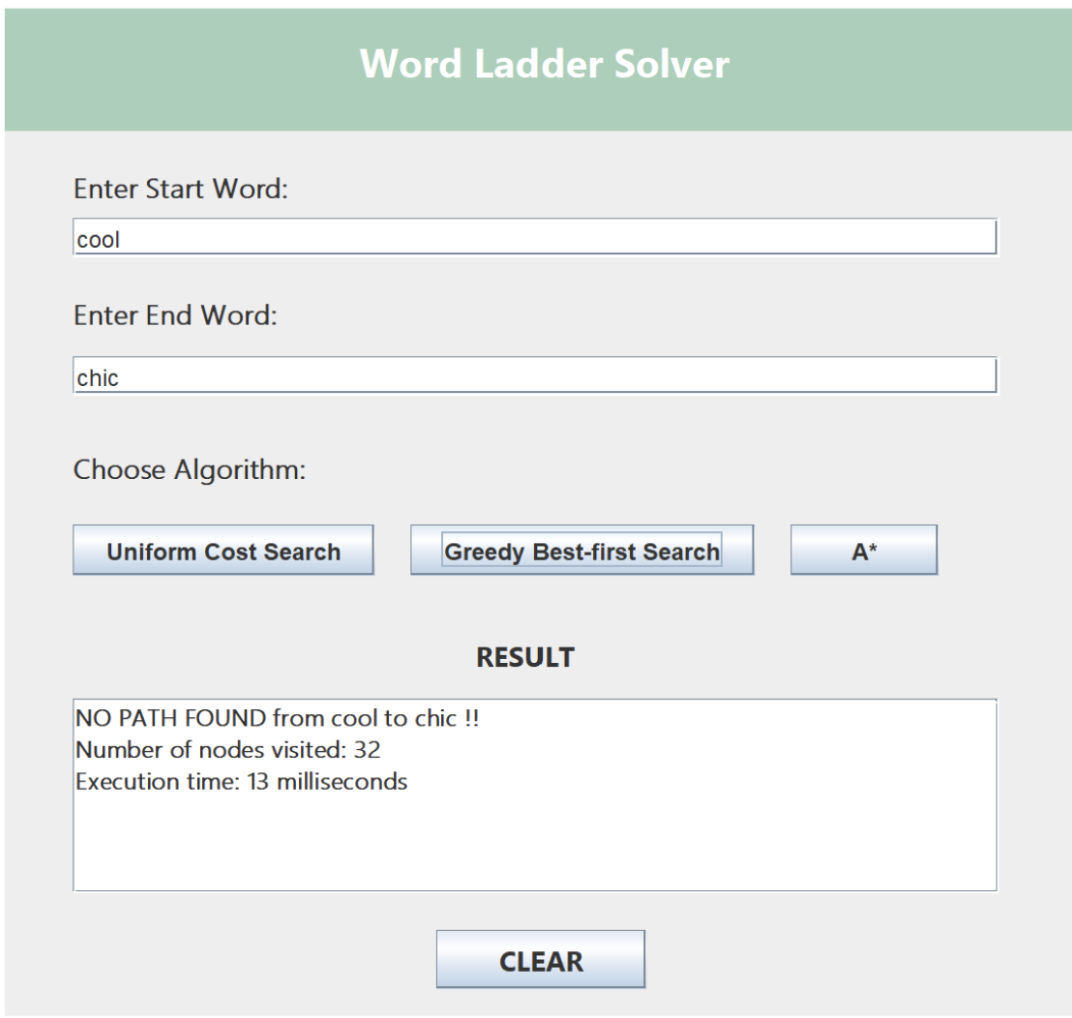 Word Ladder Solver
Enter Start Word:
cool
Enter End Word:
chic
Choose Algorithm:
Uniform Cost Search Greedy Best-first Search A*
RESULT
NO PATH FOUND from cool to chic !!
Number of nodes visited: 32
Execution time: 13 milliseconds
CLEAR